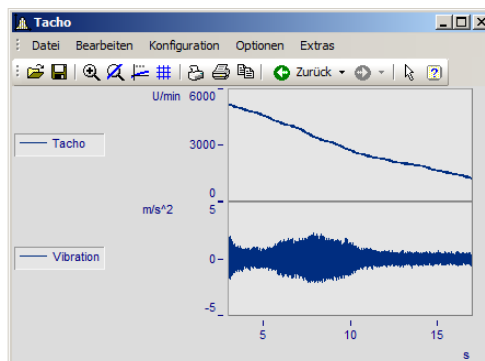 Tacho
Datei Bearbeiten Konfiguration Optionen Extras
Zurück
U/min 6000
Tacho
3000
0
m/s^2 5
Vibration
0
-5
5 10 15
s